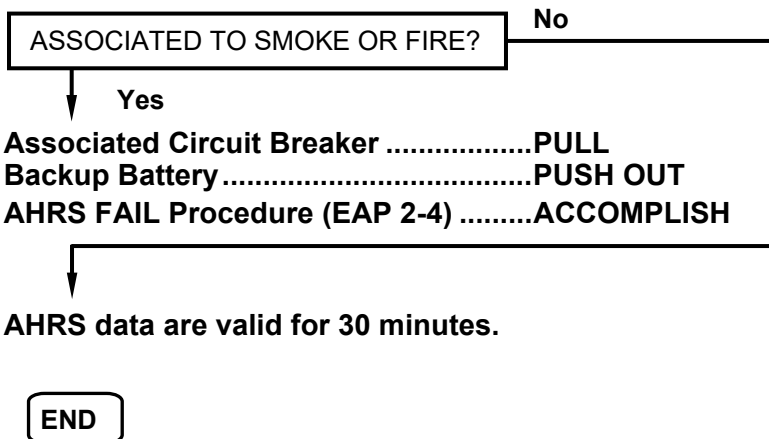 No
ASSOCIATED TO SMOKE OR FIRE?
Yes
Associated Circuit Breaker ..................PULL
Backup Battery.....................................PUSH OUT
AHRS FAIL Procedure (EAP 2-4) .........ACCOMPLISH
AHRS data are valid for 30 minutes.
END